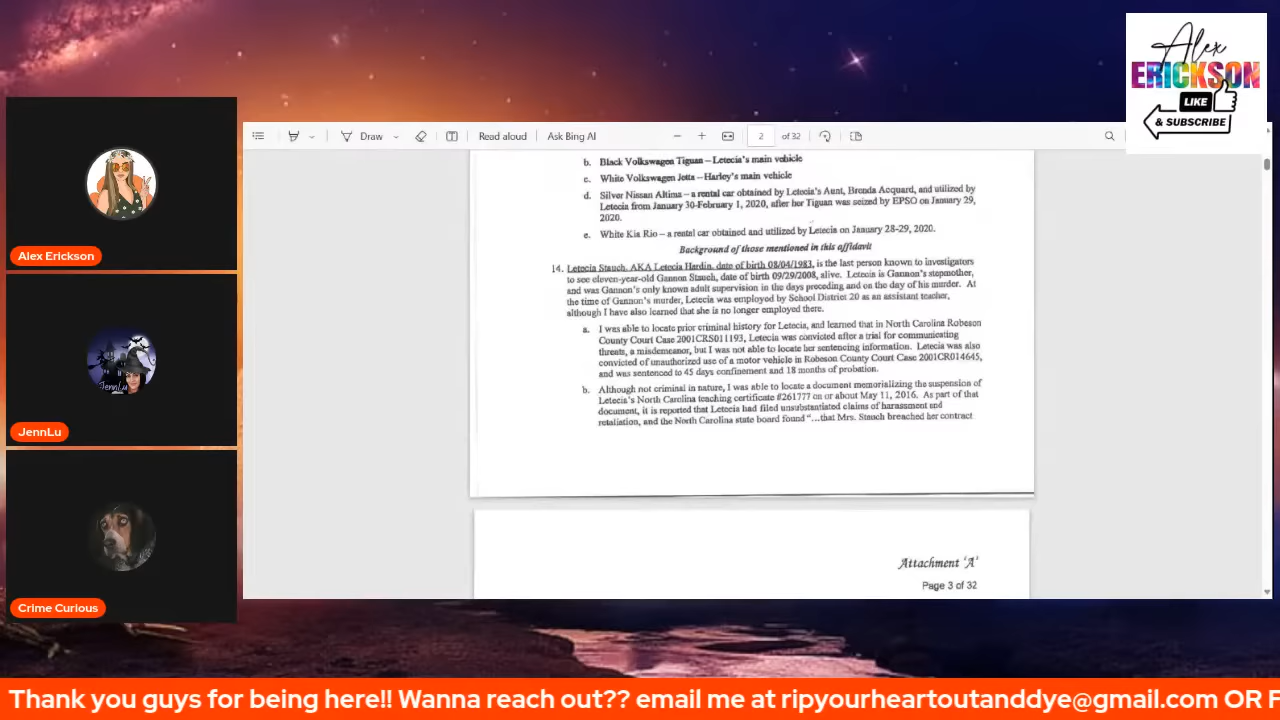 Alex
ERICKSON
LIKE
& SUBSCRIBE
Draw
Read aloud
Ask Bing AI
2
of 32
b. Black Volkswagen Tiguan – Letecia's main vehicle
c. White Volkswagen Jetta – Harley's main vehicle
d. Silver Nissan Altima – a rental car obtained by Letecia's Aunt, Brenda Acquard, and utilized by
Letecia from January 30-February 1, 2020, after her Tiguan was seized by EPSO on January 29,
2020.
e. White Kia Rio – a rental car obtained and utilized by Letecia on January 28-29, 2020.
Background of those mentioned in this affidavit
14. Letecia Stauch, AKA Letecia Hardin, date of birth 08/04/1983, is the last person known to investigators
to see eleven-year-old Gannon Stauch, date of birth 09/29/2008, alive. Letecia is Gannon's stepmother,
and was Gannon's only known adult supervision in the days preceding and on the day of his murder. At
the time of Gannon's murder, Letecia was employed by School District 20 as an assistant teacher,
although I have also learned that she is no longer employed there.
a. I was able to locate prior criminal history for Letecia, and learned that in North Carolina Robeson
County Court Case 2001CRS011193, Letecia was convicted after a trial for communicating
threats, a misdemeanor, but I was not able to locate her sentencing information. Letecia was also
convicted of unauthorized use of a motor vehicle in Robeson County Court Case 2001CR014645,
and was sentenced to 45 days confinement and 18 months of probation.
b. Although not criminal in nature, I was able to locate a document memorializing the suspension of
Letecia's North Carolina teaching certificate #261777 on or about May 11, 2016. As part of that
document, it is reported that Letecia had filed unsubstantiated claims of harassment and
retaliation, and the North Carolina state board found "…that Mrs. Stauch breached her contract
Attachment 'A'
Page 3 of 32
Alex Erickson
JennLu
JennLu
Crime Curious
Thank you guys for being here!! Wanna reach out?? email me at ripyourheartoutanddye@gmail.com OR F